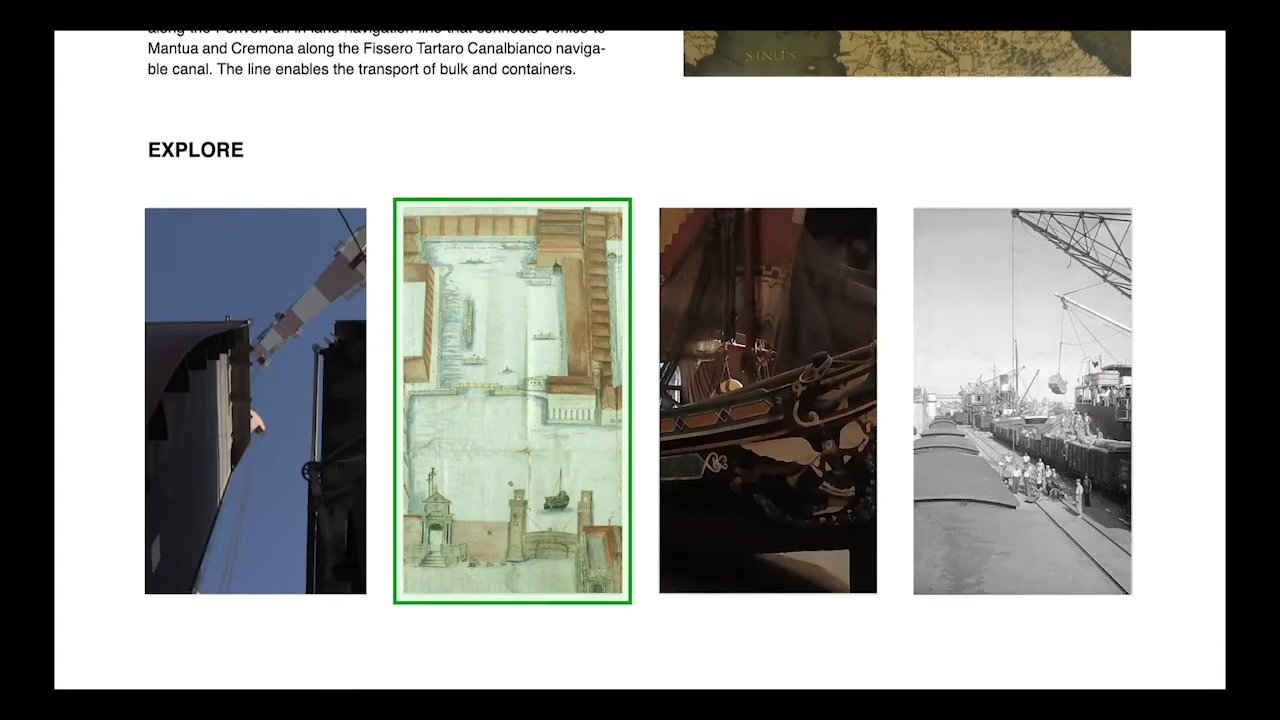 Mantua and Cremona along the Fissero Tartaro Canalbianco naviga-
ble canal. The line enables the transport of bulk and containers.
SINUS
EXPLORE